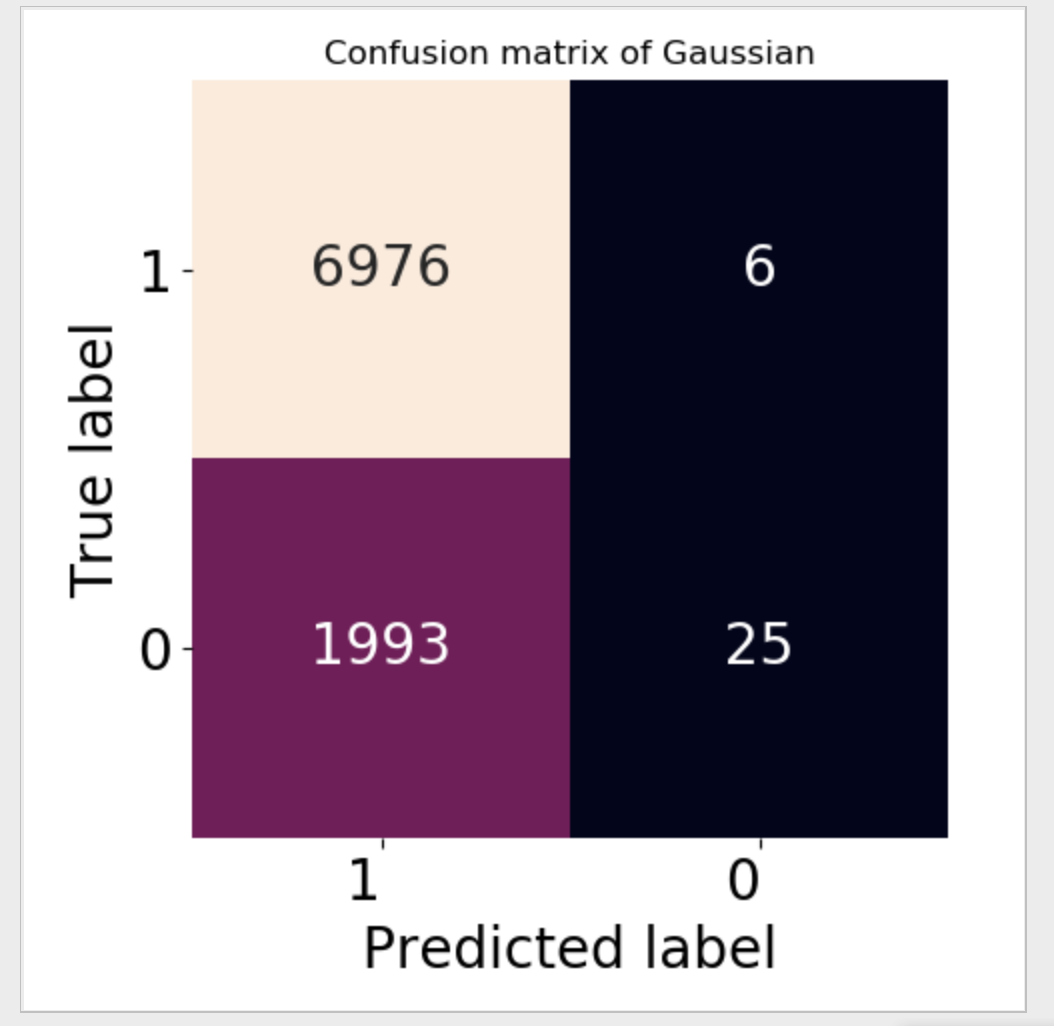 Confusion matrix of Gaussian
6976 6
1
True label
1993 25
0
1 0
Predicted label